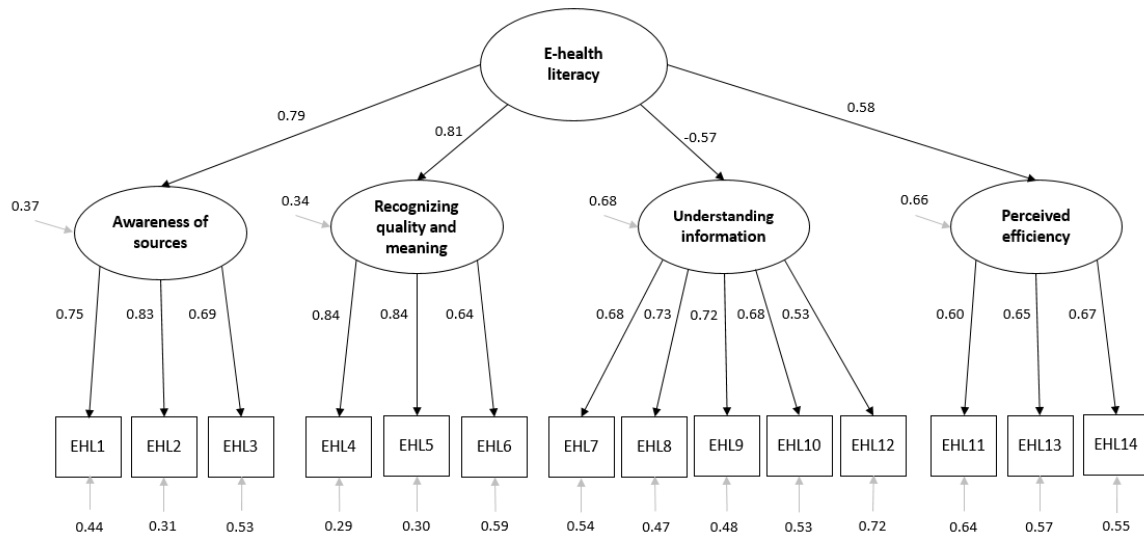 E-health
literacy
0.79
0.81
-0.57
0.58
0.37
Awareness of
sources
0.34
Recognizing
quality and
meaning
0.68
Understanding
information
0.66
Perceived
efficiency
0.75
0.83
0.69
0.84
0.84
0.64
0.68
0.73
0.72
0.68
0.53
0.60
0.65
0.67
EHL1
EHL2
EHL3
EHL4
EHL5
EHL6
EHL7
EHL8
EHL9
EHL10
EHL12
EHL11
EHL13
EHL14
0.44
0.31
0.53
0.29
0.30
0.59
0.54
0.47
0.48
0.53
0.72
0.64
0.57
0.55